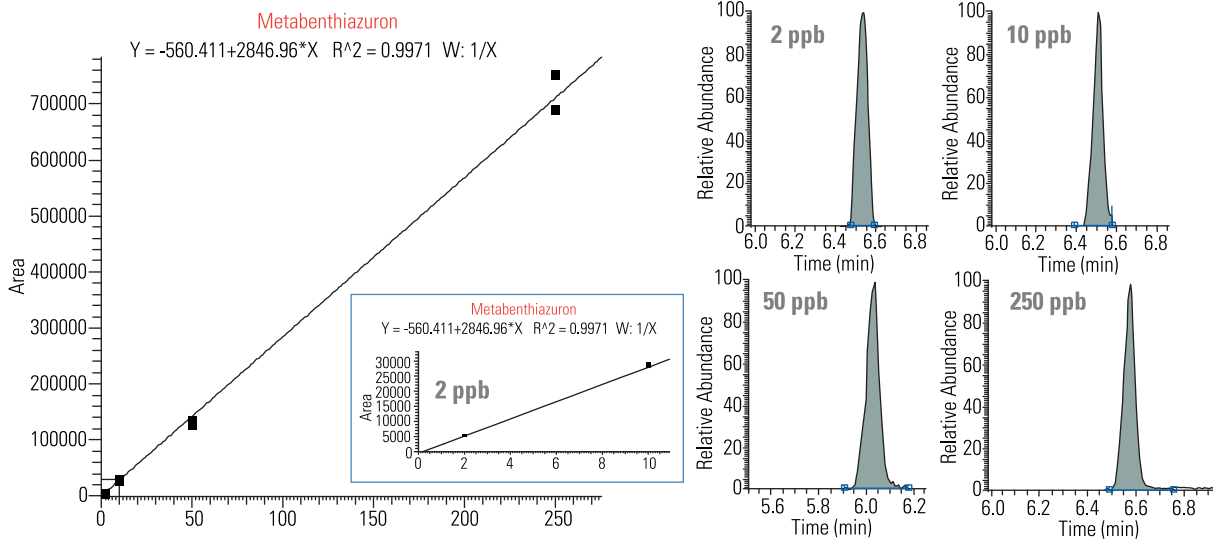 Metabenthiazuron
Y = -560.411+2846.96*X R^2 = 0.9971 W: 1/X
Area
700000
600000
500000
400000
300000
200000
100000
0
0 50 100 150 200 250
Metabenthiazuron
Y = -560.411+2846.96*X R^2 = 0.9971 W: 1/X
2 ppb
Area
30000
25000
20000
15000
10000
5000
0
0 2 4 6 8 10
2 ppb
Relative Abundance
100
80
60
40
20
0
6.0 6.2 6.4 6.6 6.8
Time (min)
10 ppb
Relative Abundance
100
80
60
40
20
0
6.0 6.2 6.4 6.6 6.8
Time (min)
50 ppb
Relative Abundance
100
80
60
40
20
0
5.6 5.8 6.0 6.2
Time (min)
250 ppb
Relative Abundance
100
80
60
40
20
0
6.0 6.2 6.4 6.6 6.8
Time (min)